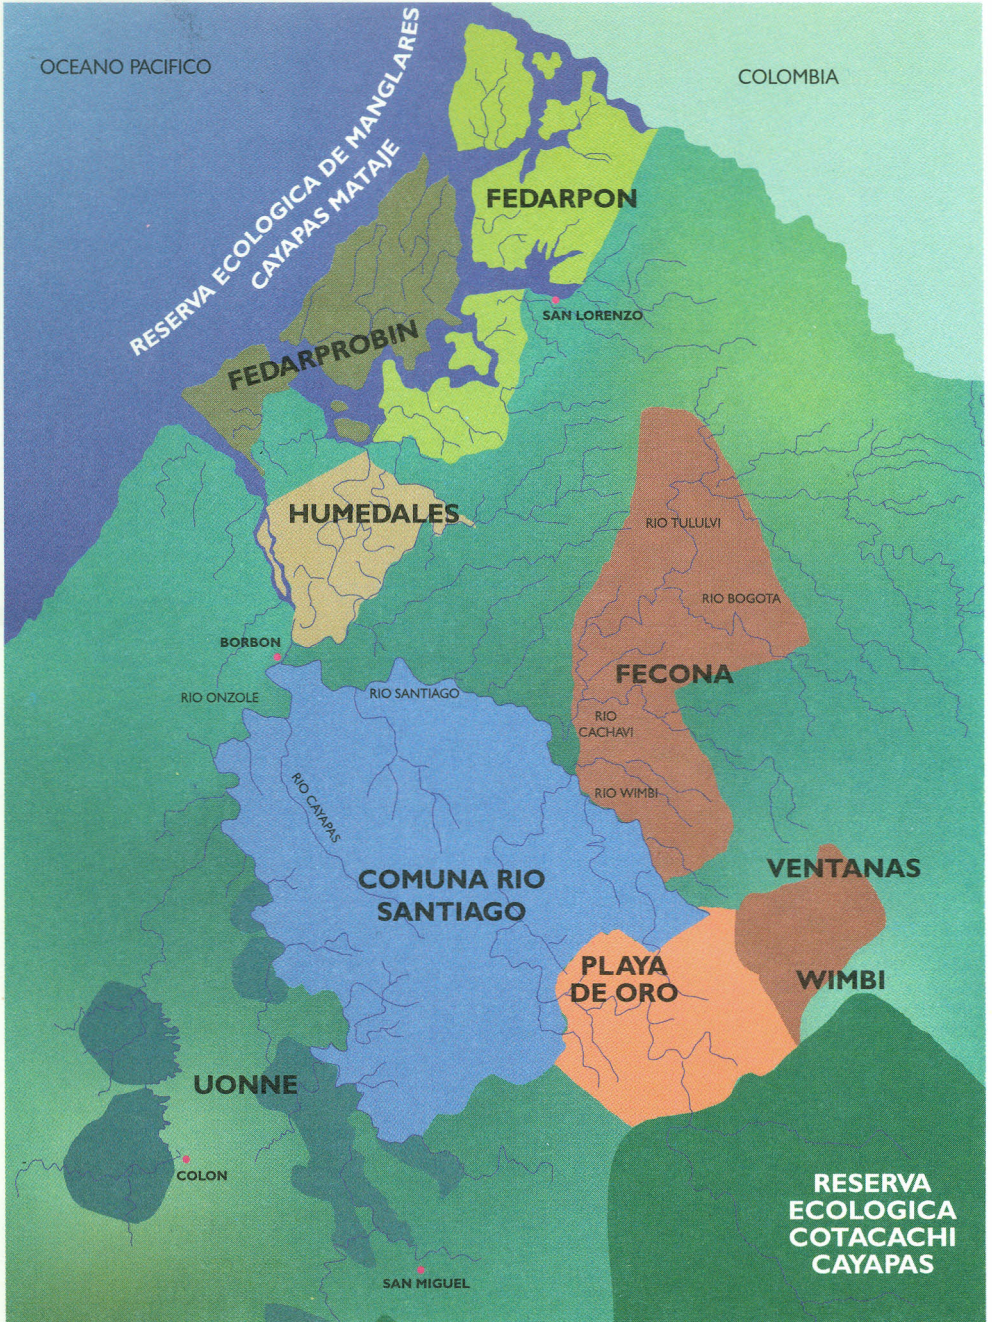 OCEANO PACIFICO
COLOMBIA
RESERVA ECOLOGICA DE MANGLARES
CAYAPAS MATAJE
FEDARPON
SAN LORENZO
FEDARPROBIN
HUMEDALES
RIO TULULVI
RIO BOGOTA
BORBON
FECONA
RIO ONZOLE
RIO SANTIAGO
RIO
CACHAVI
RIO CAYAPAS
RIO WIMBI
VENTANAS
COMUNA RIO
SANTIAGO
PLAYA
DE ORO
WIMBI
UONNE
COLON
RESERVA
ECOLOGICA
COTACACHI
CAYAPAS
SAN MIGUEL